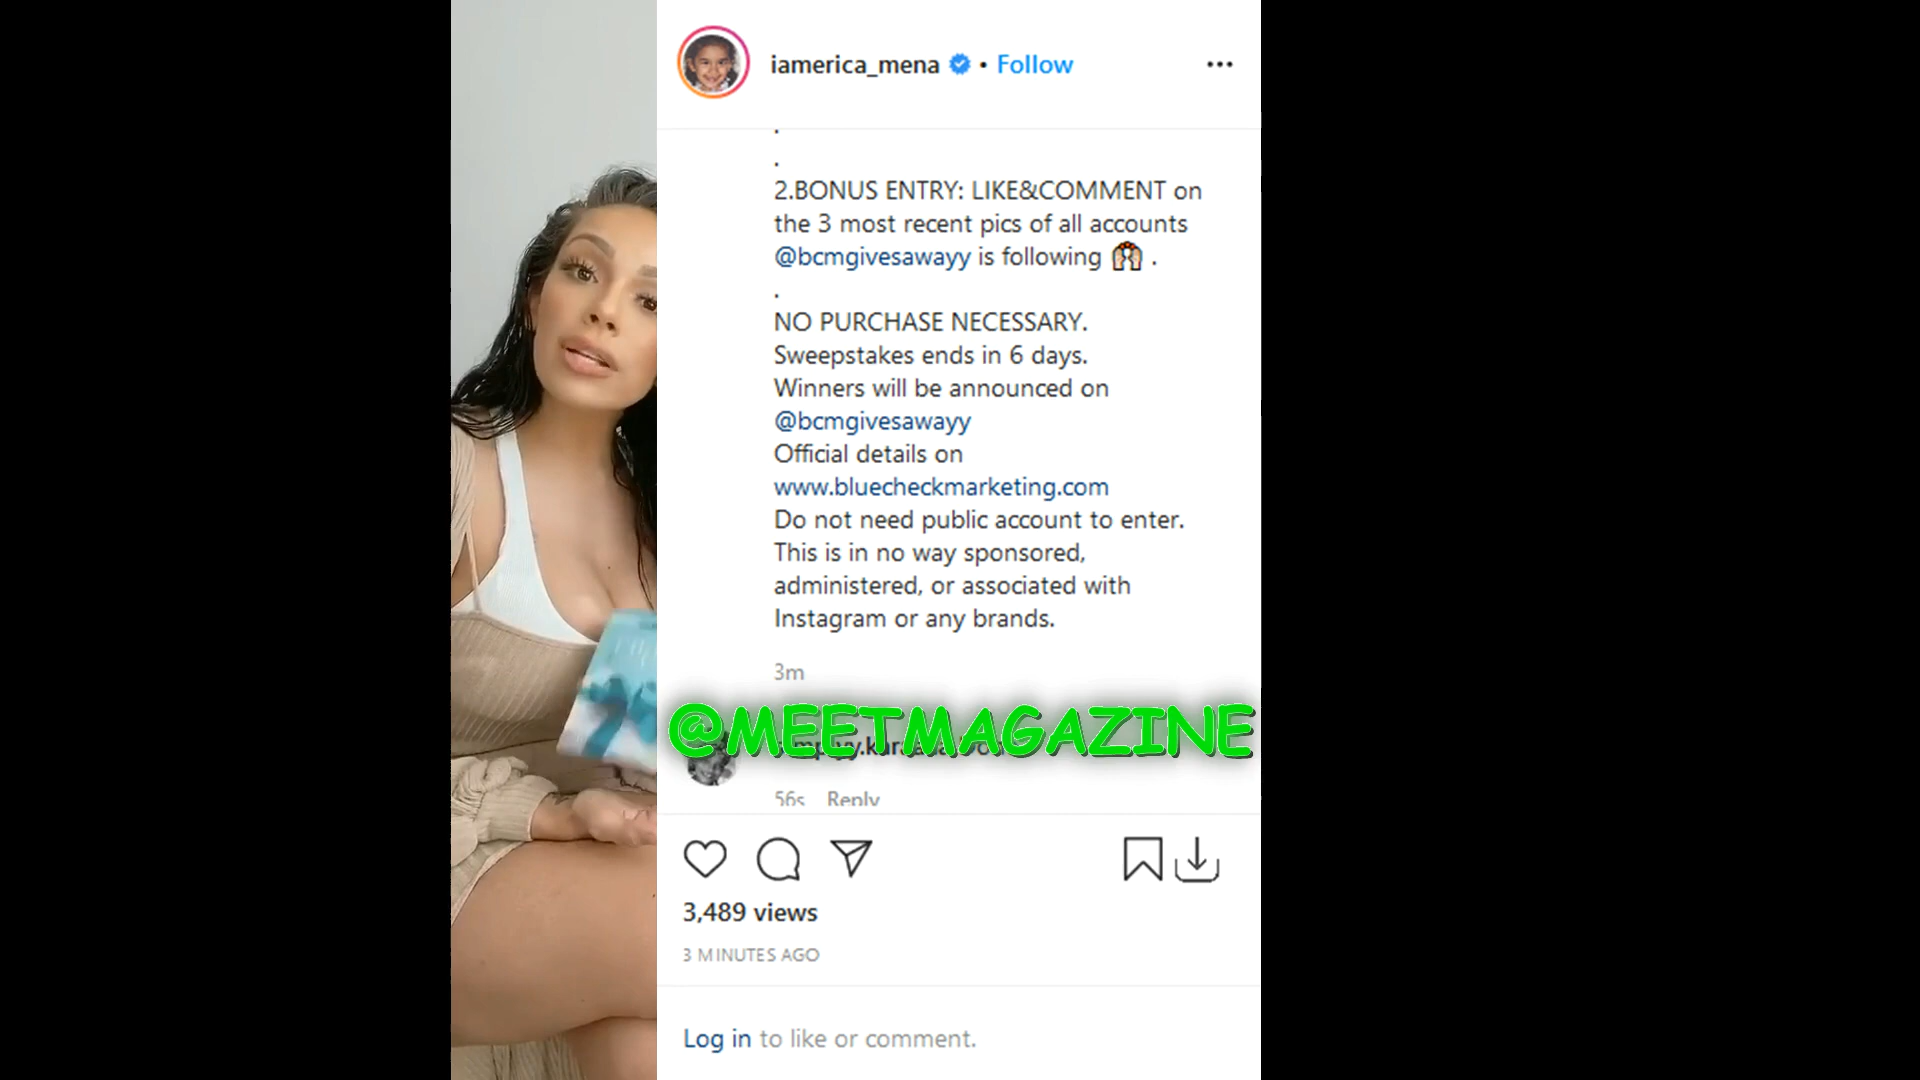 iamerica_mena • Follow
2.BONUS ENTRY: LIKE&COMMENT on
the 3 most recent pics of all accounts
@bcmgivesawayy is following 🙌 .
.
NO PURCHASE NECESSARY.
Sweepstakes ends in 6 days.
Winners will be announced on
@bcmgivesawayy
Official details on
www.bluecheckmarketing.com
Do not need public account to enter.
This is in no way sponsored,
administered, or associated with
Instagram or any brands.
3m
@MEETMAGAZINE
56s Reply
3,489 views
3 MINUTES AGO
Log in to like or comment.